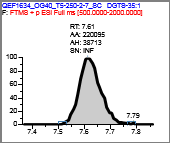 QEF1634_OG40_T5-250-2-7_SC DGTS-35:1
F: FTMS + p ESI Full ms [500.0000-2000.0000]
RT: 7.61
AA: 220095
AH: 38713
SN: INF
100
80
60
40
20
0
7.79
7.4 7.5 7.6 7.7 7.8